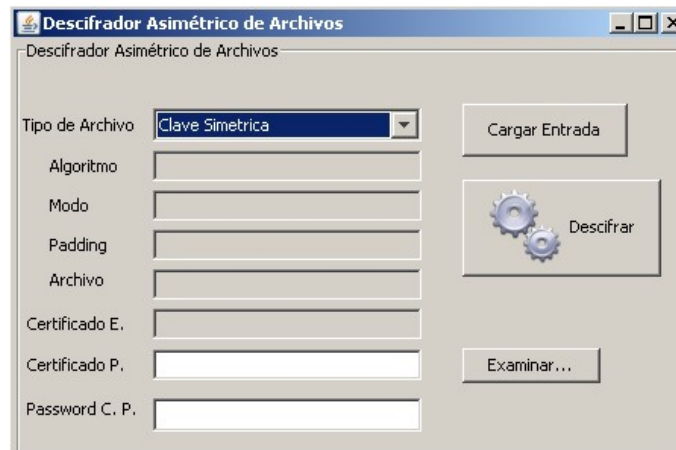 Descifrador Asimétrico de Archivos
Descifrador Asimétrico de Archivos
Tipo de Archivo Clave Simetrica Cargar Entrada
Algoritmo
Modo
Descifrar
Padding
Archivo
Certificado E.
Certificado P. Examinar...
Password C. P.